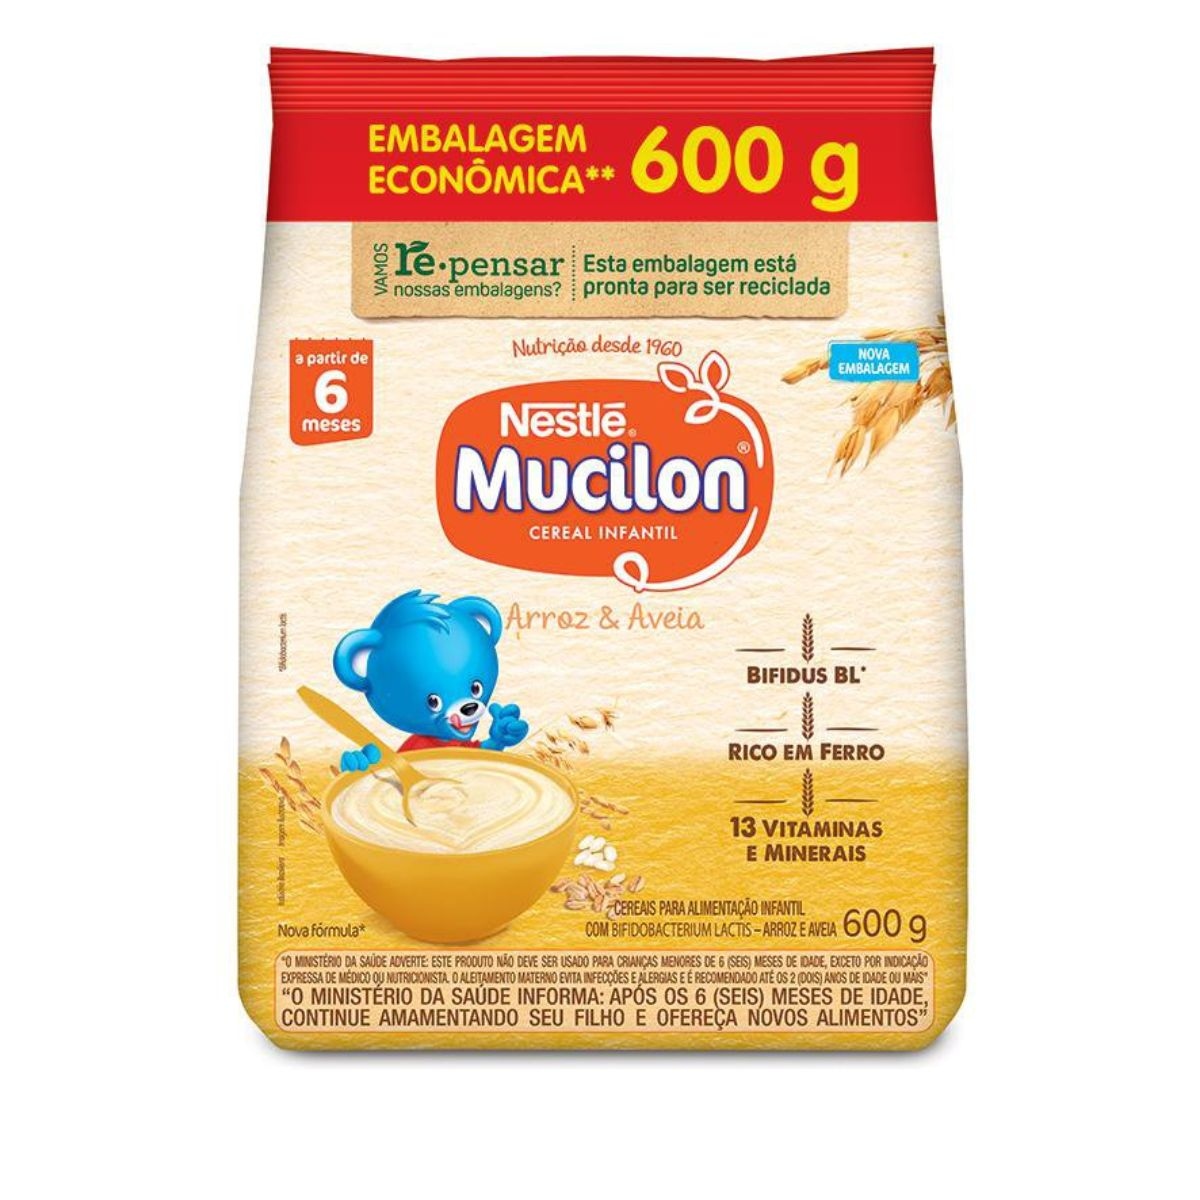 EMBALAGEM
ECONÔMICA** 600 g
VAMOS
re·pensar
nossas embalagens?
Esta embalagem está
pronta para ser reciclada
Nutrição desde 1960
a partir de
6
meses
NOVA
EMBALAGEM
Nestlé®
Mucilon®
CEREAL INFANTIL
Arroz & Aveia
BIFIDUS BL*
RICO EM FERRO
13 VITAMINAS
E MINERAIS
*Bifidobacterium lactis
Nova fórmula*
CEREAIS PARA ALIMENTAÇÃO INFANTIL
COM BIFIDOBACTERIUM LACTIS – ARROZ E AVEIA 600 g
"O MINISTÉRIO DA SAÚDE ADVERTE: ESTE PRODUTO NÃO DEVE SER USADO PARA CRIANÇAS MENORES DE 6 (SEIS) MESES DE IDADE, EXCETO POR INDICAÇÃO
EXPRESSA DE MÉDICO OU NUTRICIONISTA. O ALEITAMENTO MATERNO EVITA INFECÇÕES E ALERGIAS E É RECOMENDADO ATÉ OS 2 (DOIS) ANOS DE IDADE OU MAIS"
"O MINISTÉRIO DA SAÚDE INFORMA: APÓS OS 6 (SEIS) MESES DE IDADE,
CONTINUE AMAMENTANDO SEU FILHO E OFEREÇA NOVOS ALIMENTOS"